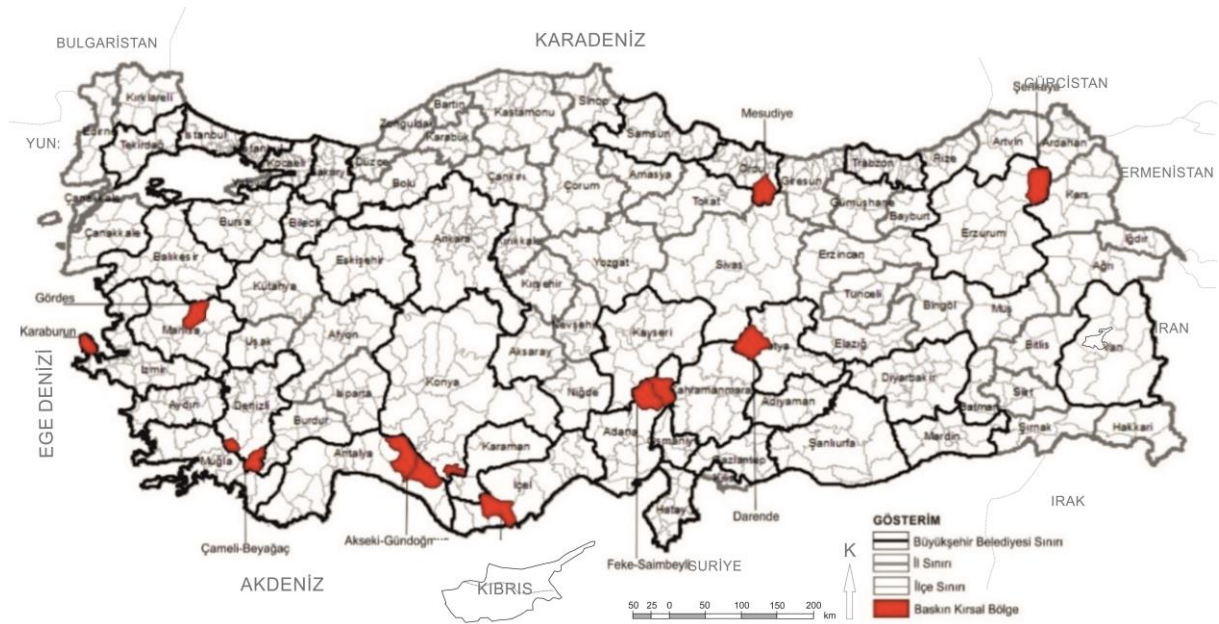 BULGARİSTAN
KARADENİZ
GÜRCİSTAN
Şenkaya
Mesudiye
YUN:
ERMENİSTAN
Kırklareli
Edirne
Tekirdağ
İstanbul
Kocaeli
Düzce
Zonguldak
Bartın
Karabük
Kastamonu
Sinop
Samsun
Ordu
Giresun
Trabzon
Rize
Artvin
Ardahan
Çanakkale
Çanakkale
Bursa
Bilecik
Bolu
Çankırı
Çorum
Amasya
Tokat
Gümüşhane
Bayburt
Erzurum
Kars
Iğdır
Ağrı
Balıkesir
Kütahya
Eskişehir
Ankara
Kırıkkale
Kırşehir
Yozgat
Sivas
Erzincan
Tunceli
Bingöl
Muş
Gördes
Karaburun
Manisa
Uşak
Afyon
Konya
Aksaray
Nevşehir
Kayseri
Elazığ
Bitlis
Van
İRAN
EGE DENİZİ
İzmir
Aydın
Denizli
Isparta
Burdur
Niğde
Kahramanmaraş
Adıyaman
Diyarbakır
Batman
Siirt
Şırnak
Hakkari
Muğla
Antalya
Karaman
İçel
Adana
Osmaniye
Gaziantep
Şanlıurfa
Mardin
Hatay
Çameli-Beyağaç
Akseki-Gündoğm
Feke-Saimbeyli
Darende
SURİYE
IRAK
AKDENİZ
KIBRIS
K
50 25 0 50 100 150 200
km
GÖSTERİM
Büyükşehir Belediyesi Sınırı
İl Sınırı
İlçe Sınırı
Baskın Kırsal Bölge